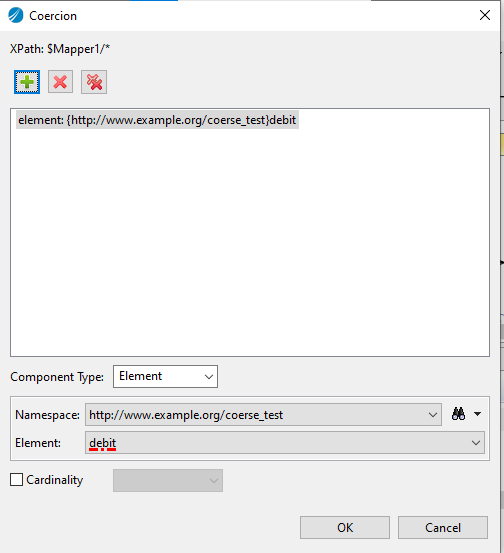 Coercion
XPath: $Mapper1/*
element: {http://www.example.org/coerse_test}debit
Component Type: Element
Namespace: http://www.example.org/coerse_test
Element: debit
Cardinality
OK Cancel